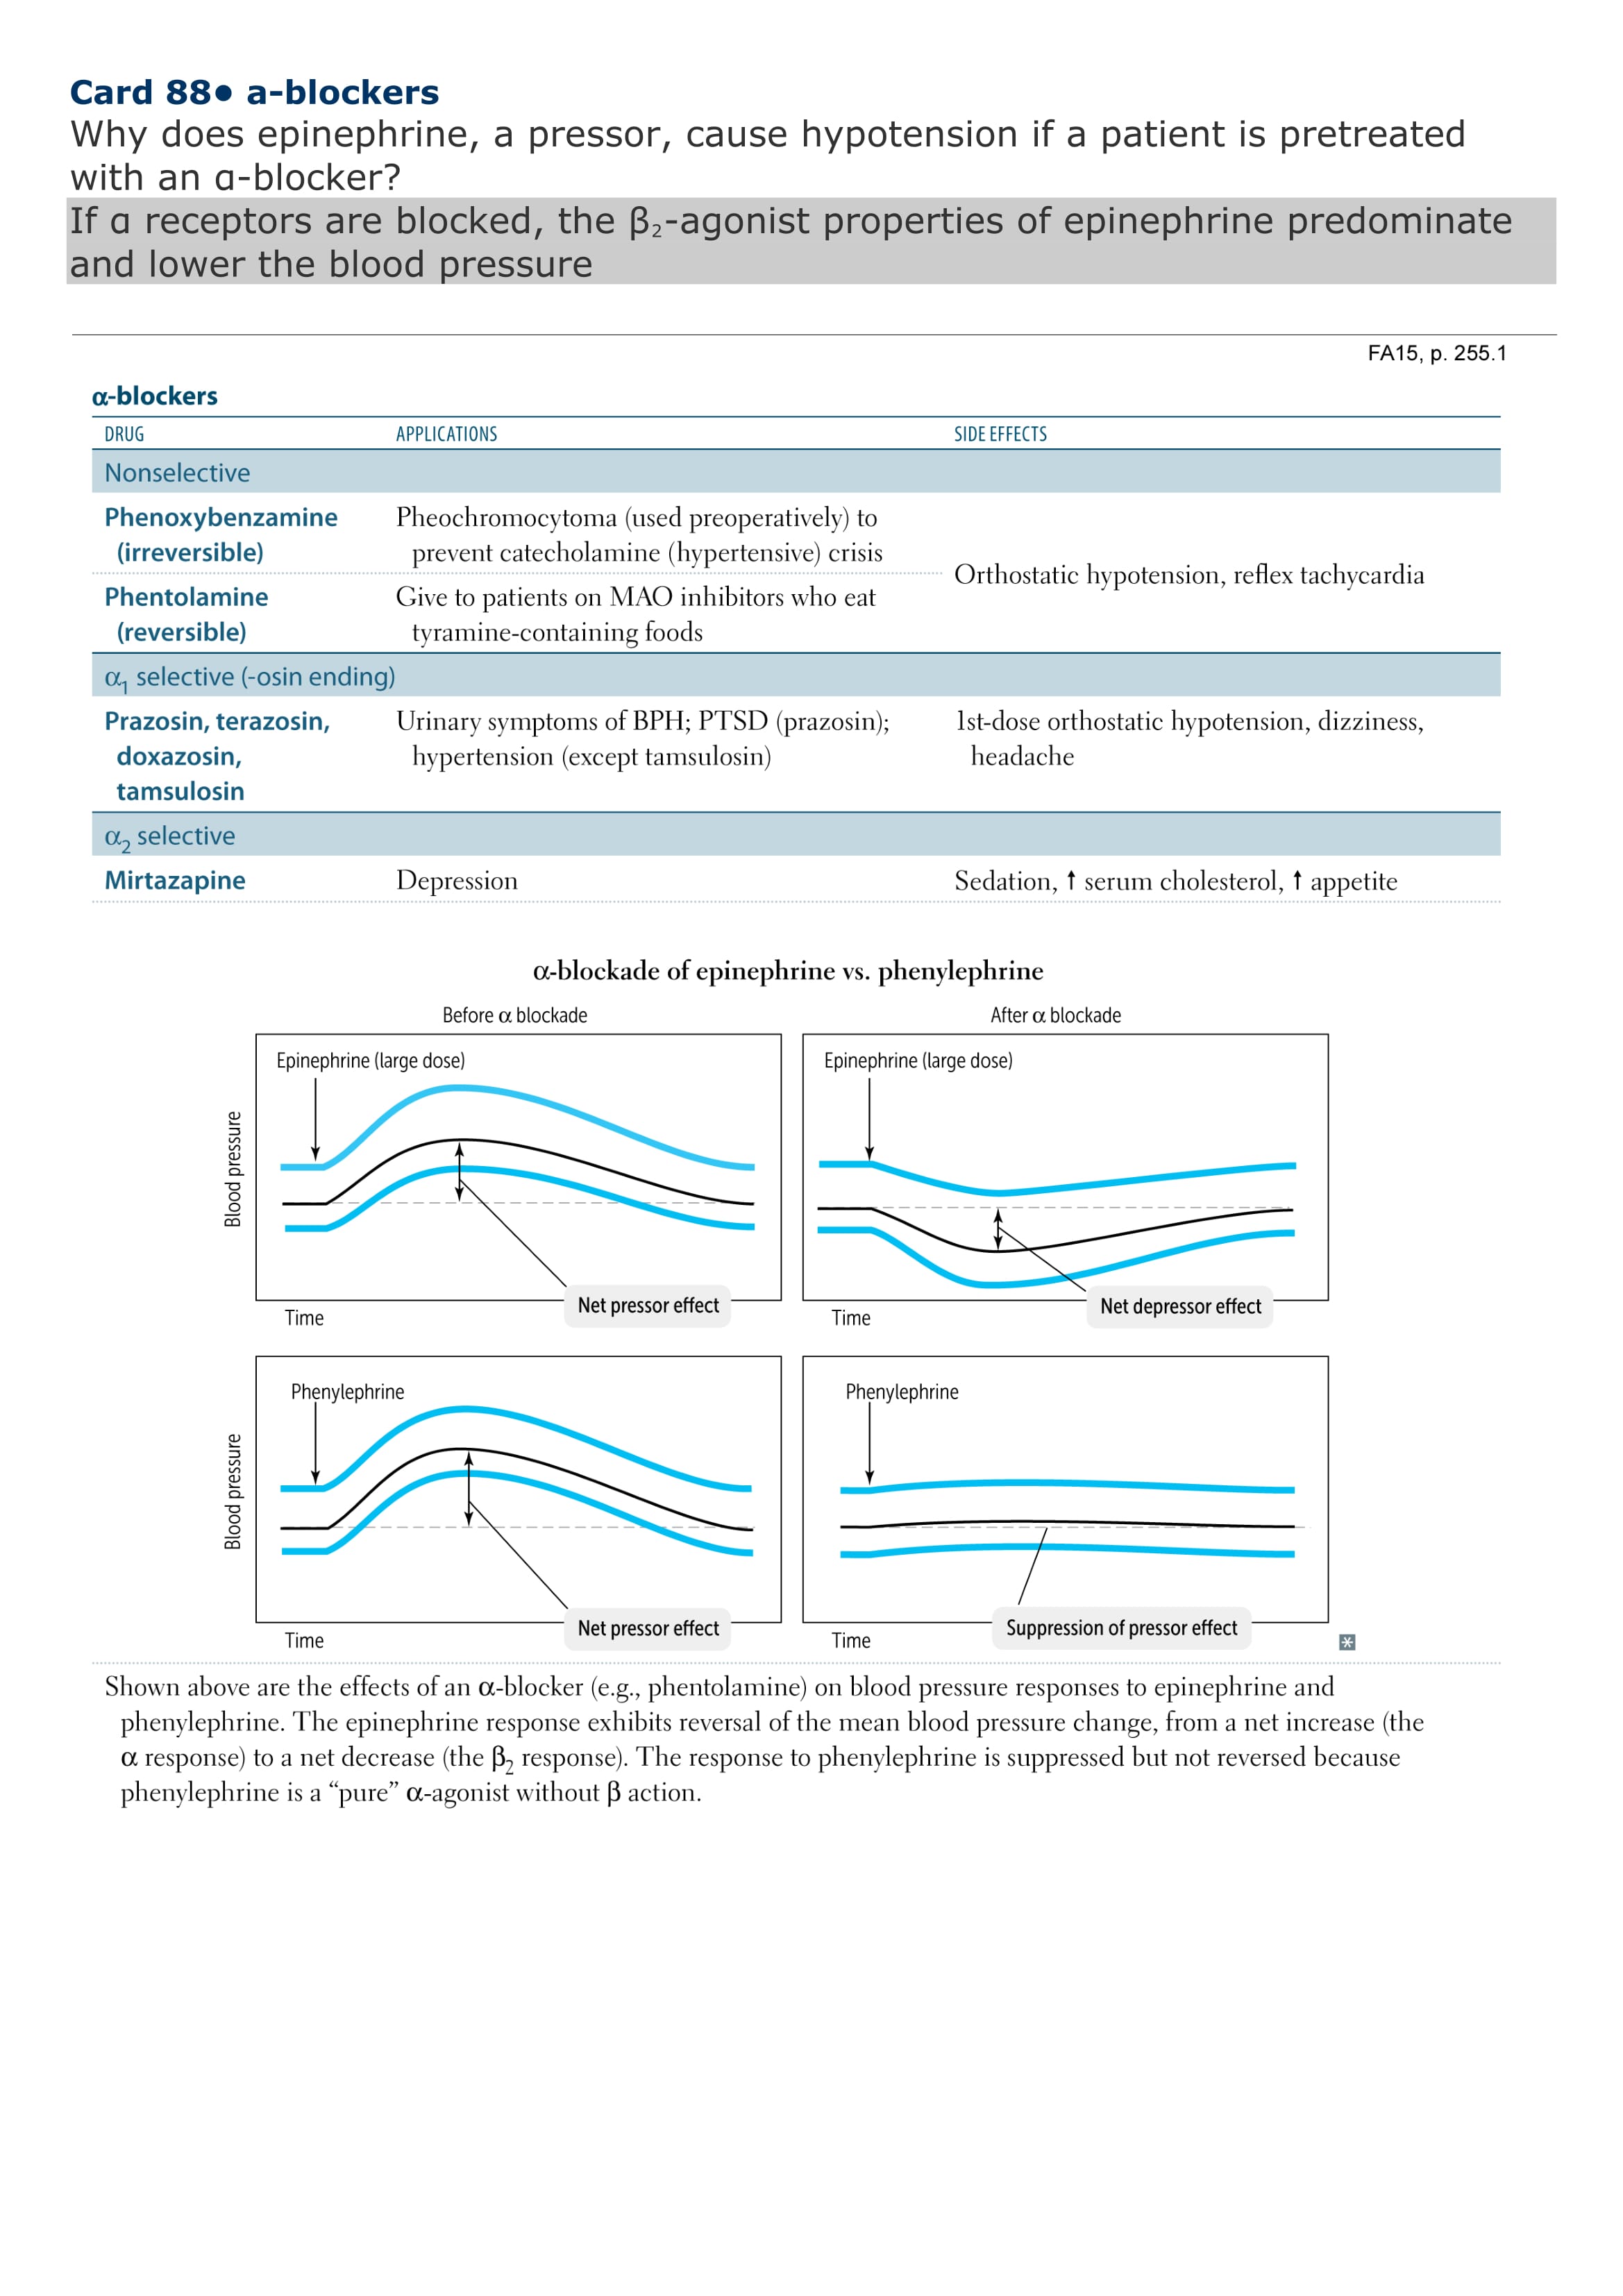 Card 88● a-blockers
Why does epinephrine, a pressor, cause hypotension if a patient is pretreated
with an α-blocker?
If α receptors are blocked, the β₂-agonist properties of epinephrine predominate
and lower the blood pressure
FA15, p. 255.1
α-blockers
DRUG APPLICATIONS SIDE EFFECTS
Nonselective
Phenoxybenzamine
(irreversible)
Pheochromocytoma (used preoperatively) to
prevent catecholamine (hypertensive) crisis
Orthostatic hypotension, reflex tachycardia
Phentolamine
(reversible)
Give to patients on MAO inhibitors who eat
tyramine-containing foods
α₁ selective (-osin ending)
Prazosin, terazosin,
doxazosin,
tamsulosin
Urinary symptoms of BPH; PTSD (prazosin);
hypertension (except tamsulosin)
1st-dose orthostatic hypotension, dizziness,
headache
α₂ selective
Mirtazapine Depression Sedation, ↑ serum cholesterol, ↑ appetite
α-blockade of epinephrine vs. phenylephrine
Before α blockade
After α blockade
Epinephrine (large dose)
Blood pressure
Net pressor effect
Time
Epinephrine (large dose)
Net depressor effect
Time
Phenylephrine
Blood pressure
Net pressor effect
Time
Phenylephrine
Suppression of pressor effect
Time
Shown above are the effects of an α-blocker (e.g., phentolamine) on blood pressure responses to epinephrine and
phenylephrine. The epinephrine response exhibits reversal of the mean blood pressure change, from a net increase (the
α response) to a net decrease (the β₂ response). The response to phenylephrine is suppressed but not reversed because
phenylephrine is a “pure” α-agonist without β action.